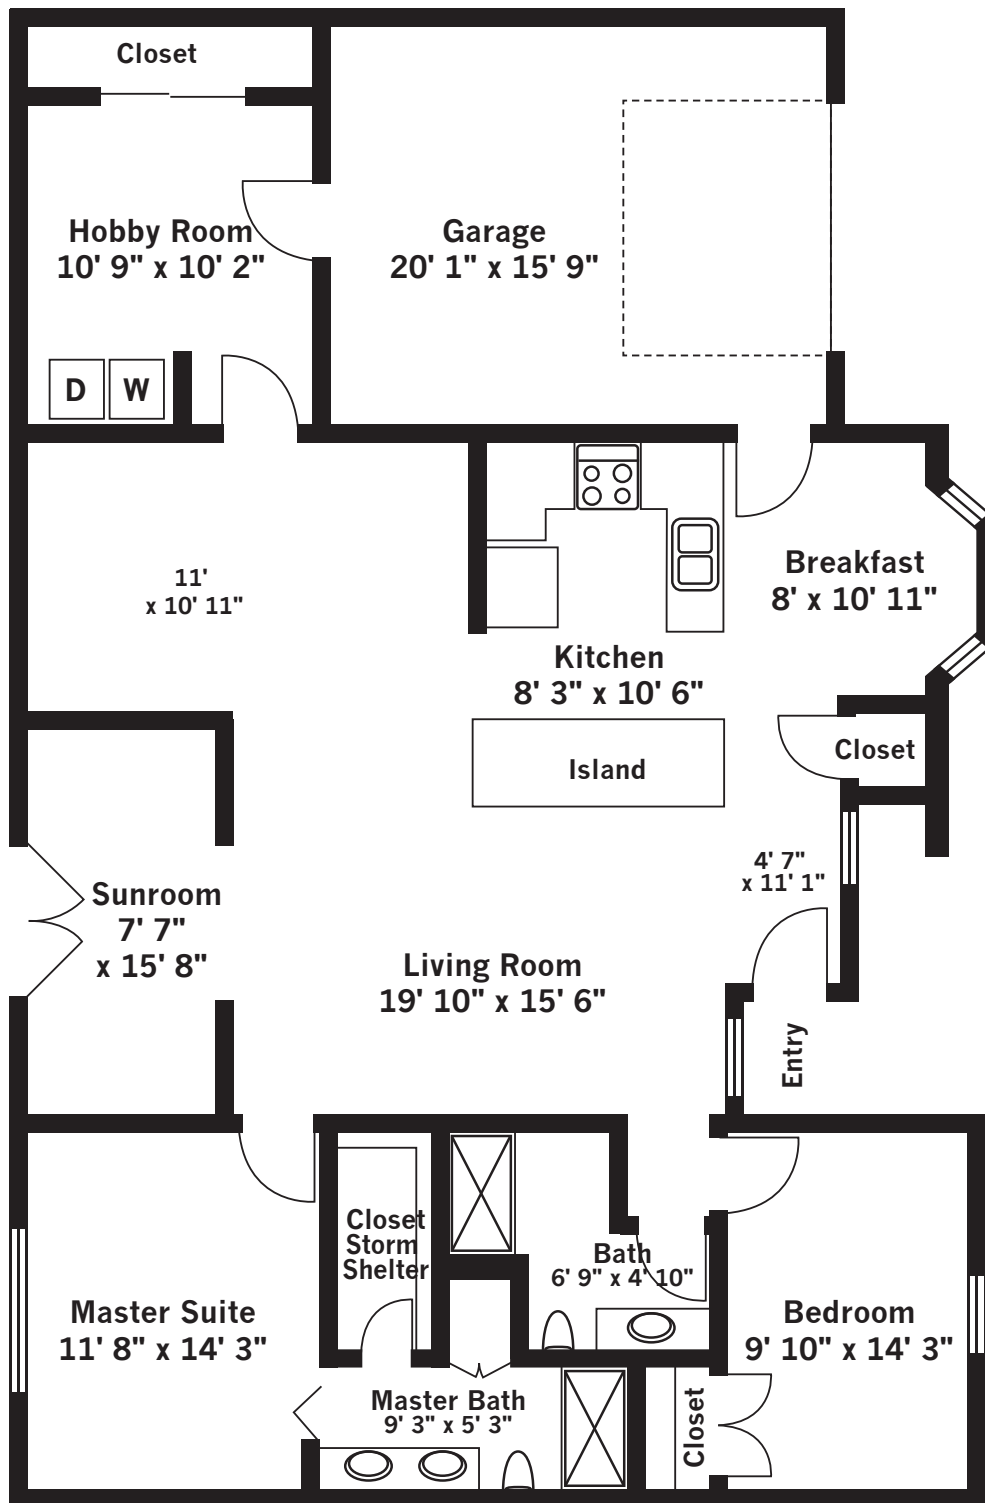 Closet
Hobby Room
10' 9" x 10' 2"
Garage
20' 1" x 15' 9"
D
W
11'
x 10' 11"
Breakfast
8' x 10' 11"
Kitchen
8' 3" x 10' 6"
Island
Closet
4' 7"
x 11' 1"
Sunroom
7' 7"
x 15' 8"
Living Room
19' 10" x 15' 6"
Entry
Closet
Storm
Shelter
Bath
6' 9" x 4' 10"
Master Suite
11' 8" x 14' 3"
Bedroom
9' 10" x 14' 3"
Master Bath
9' 3" x 5' 3"
Closet